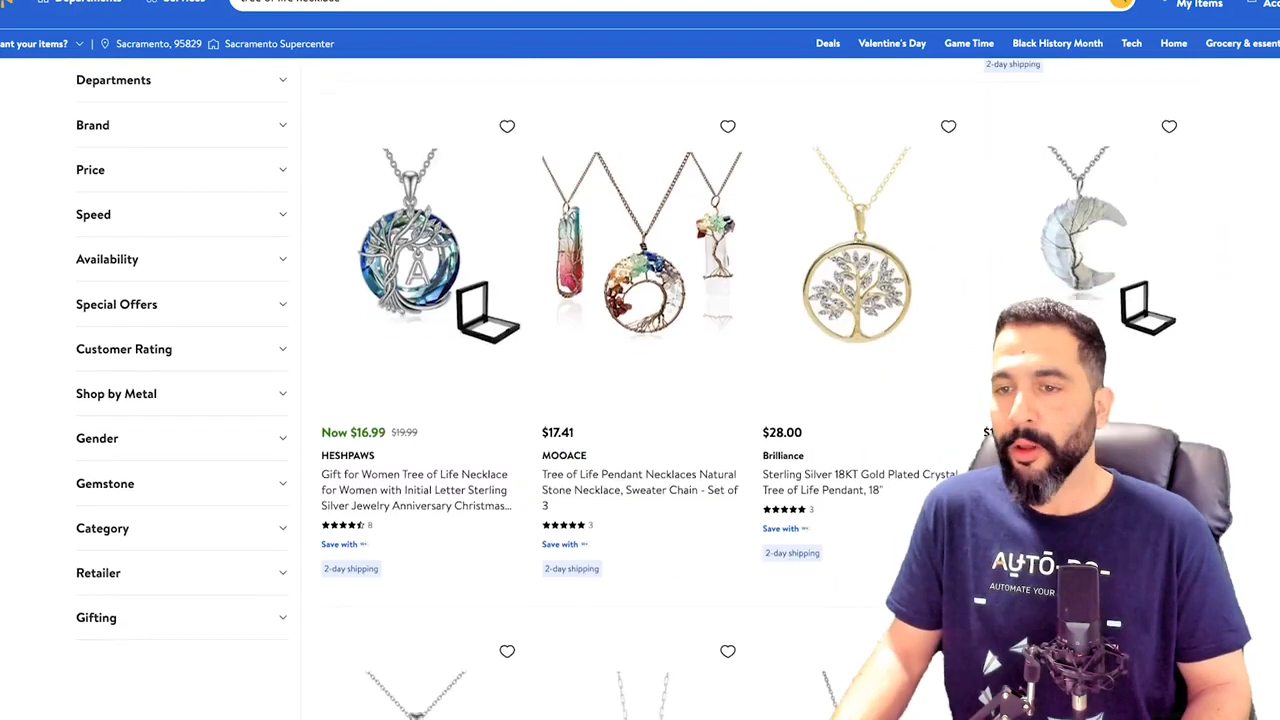 Departments
Services
tree of life necklace
My Items
ant your items?
Sacramento, 95829
Sacramento Supercenter
Deals
Valentine's Day
Game Time
Black History Month
Tech
Home
Grocery & essent
2-day shipping
Departments
Brand
Price
Speed
Availability
Special Offers
Customer Rating
Shop by Metal
Gender
Gemstone
Category
Retailer
Gifting
A
Now $16.99 $19.99
HESHPAWS
Gift for Women Tree of Life Necklace
for Women with Initial Letter Sterling
Silver Jewelry Anniversary Christmas...
8
Save with W+
2-day shipping
$17.41
MOOACE
Tree of Life Pendant Necklaces Natural
Stone Necklace, Sweater Chain - Set of
3
3
Save with W+
2-day shipping
$28.00
Brilliance
Sterling Silver 18KT Gold Plated Crystal
Tree of Life Pendant, 18"
3
Save with W+
2-day shipping
AUTOMATE YOUR